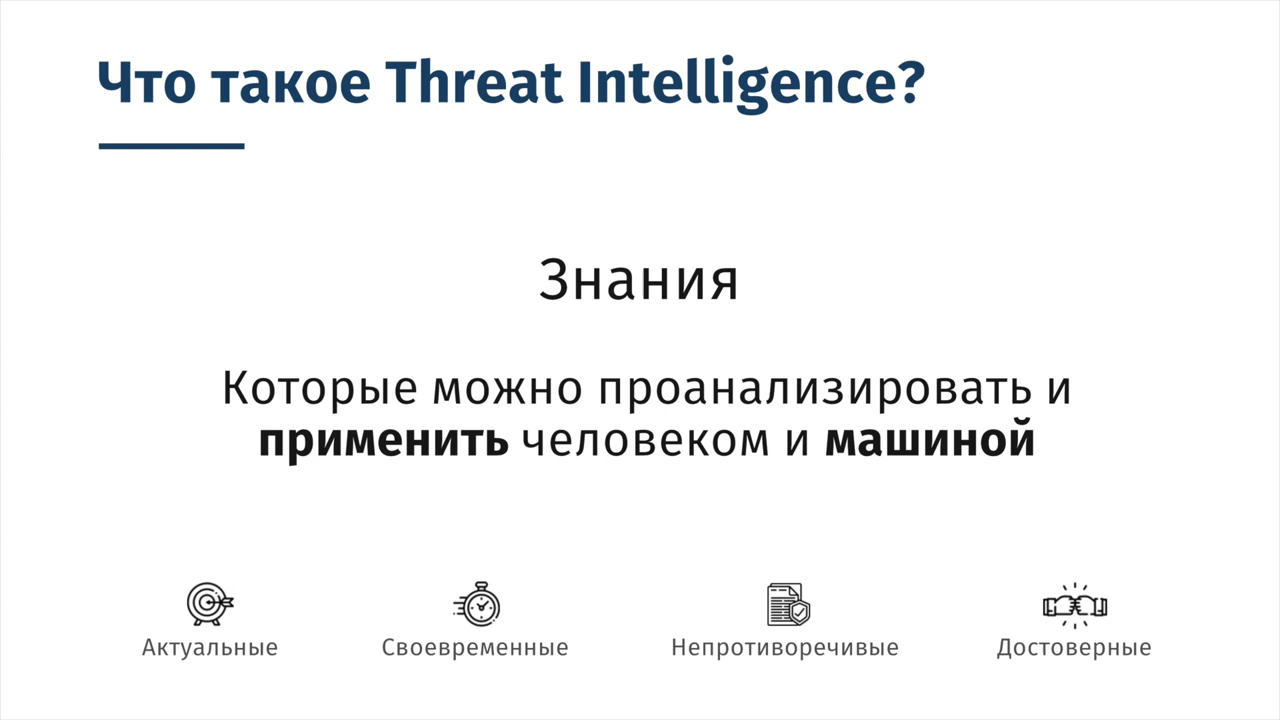 Что такое Threat Intelligence?
Знания
Которые можно проанализировать и
применить человеком и машиной
Актуальные
Своевременные
Непротиворечивые
Достоверные